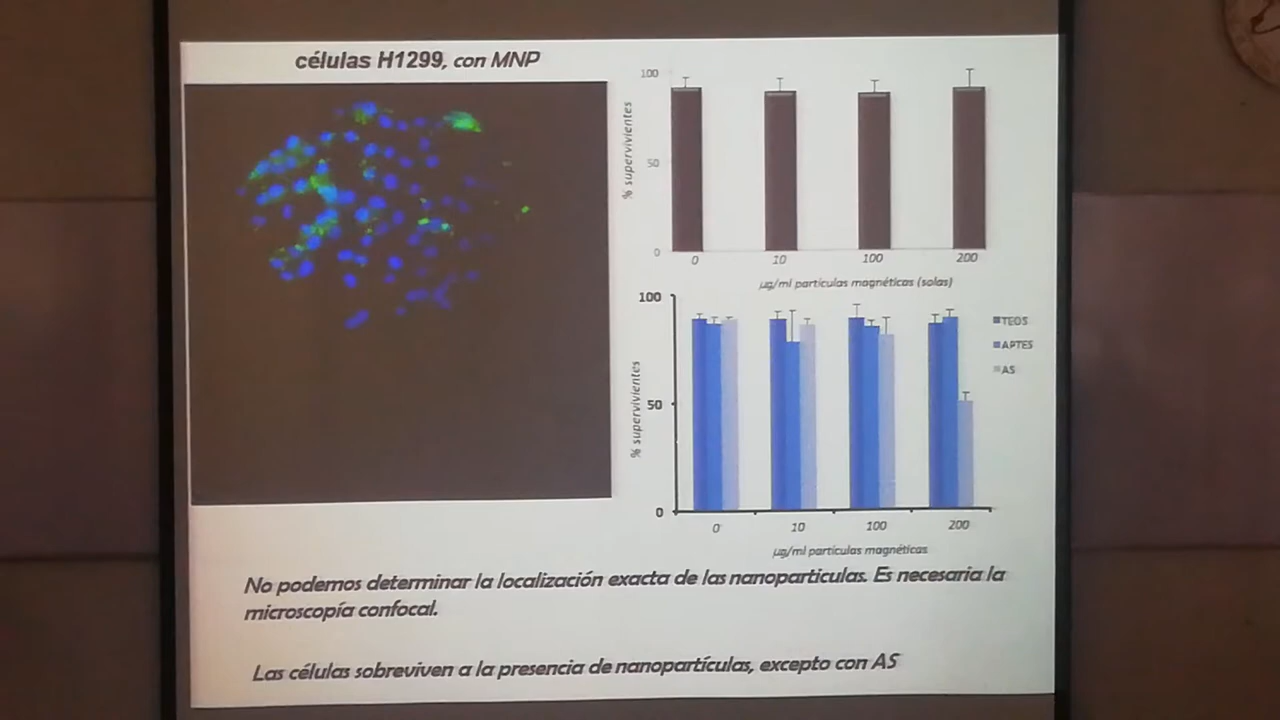 células H1299, con MNP
100
50
0
% supervivientes
0 10 100 200
µg/ml partículas magnéticas (solas)
100
50
0
% supervivientes
TEOS
APTES
AS
0 10 100 200
µg/ml partículas magnéticas
No podemos determinar la localización exacta de las nanoparticulas. Es necesaria la
microscopía confocal.
Las células sobreviven a la presencia de nanopartículas, excepto con AS